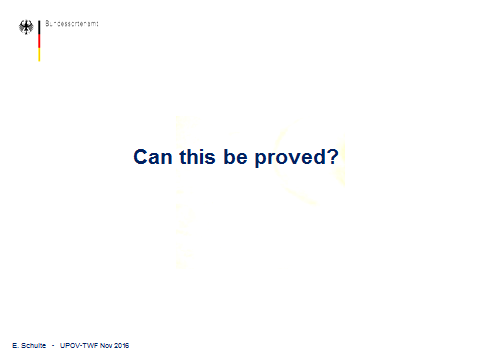 Bundessortenamt
Can this be proved?
E. Schulte - UPOV-TWF Nov 2016